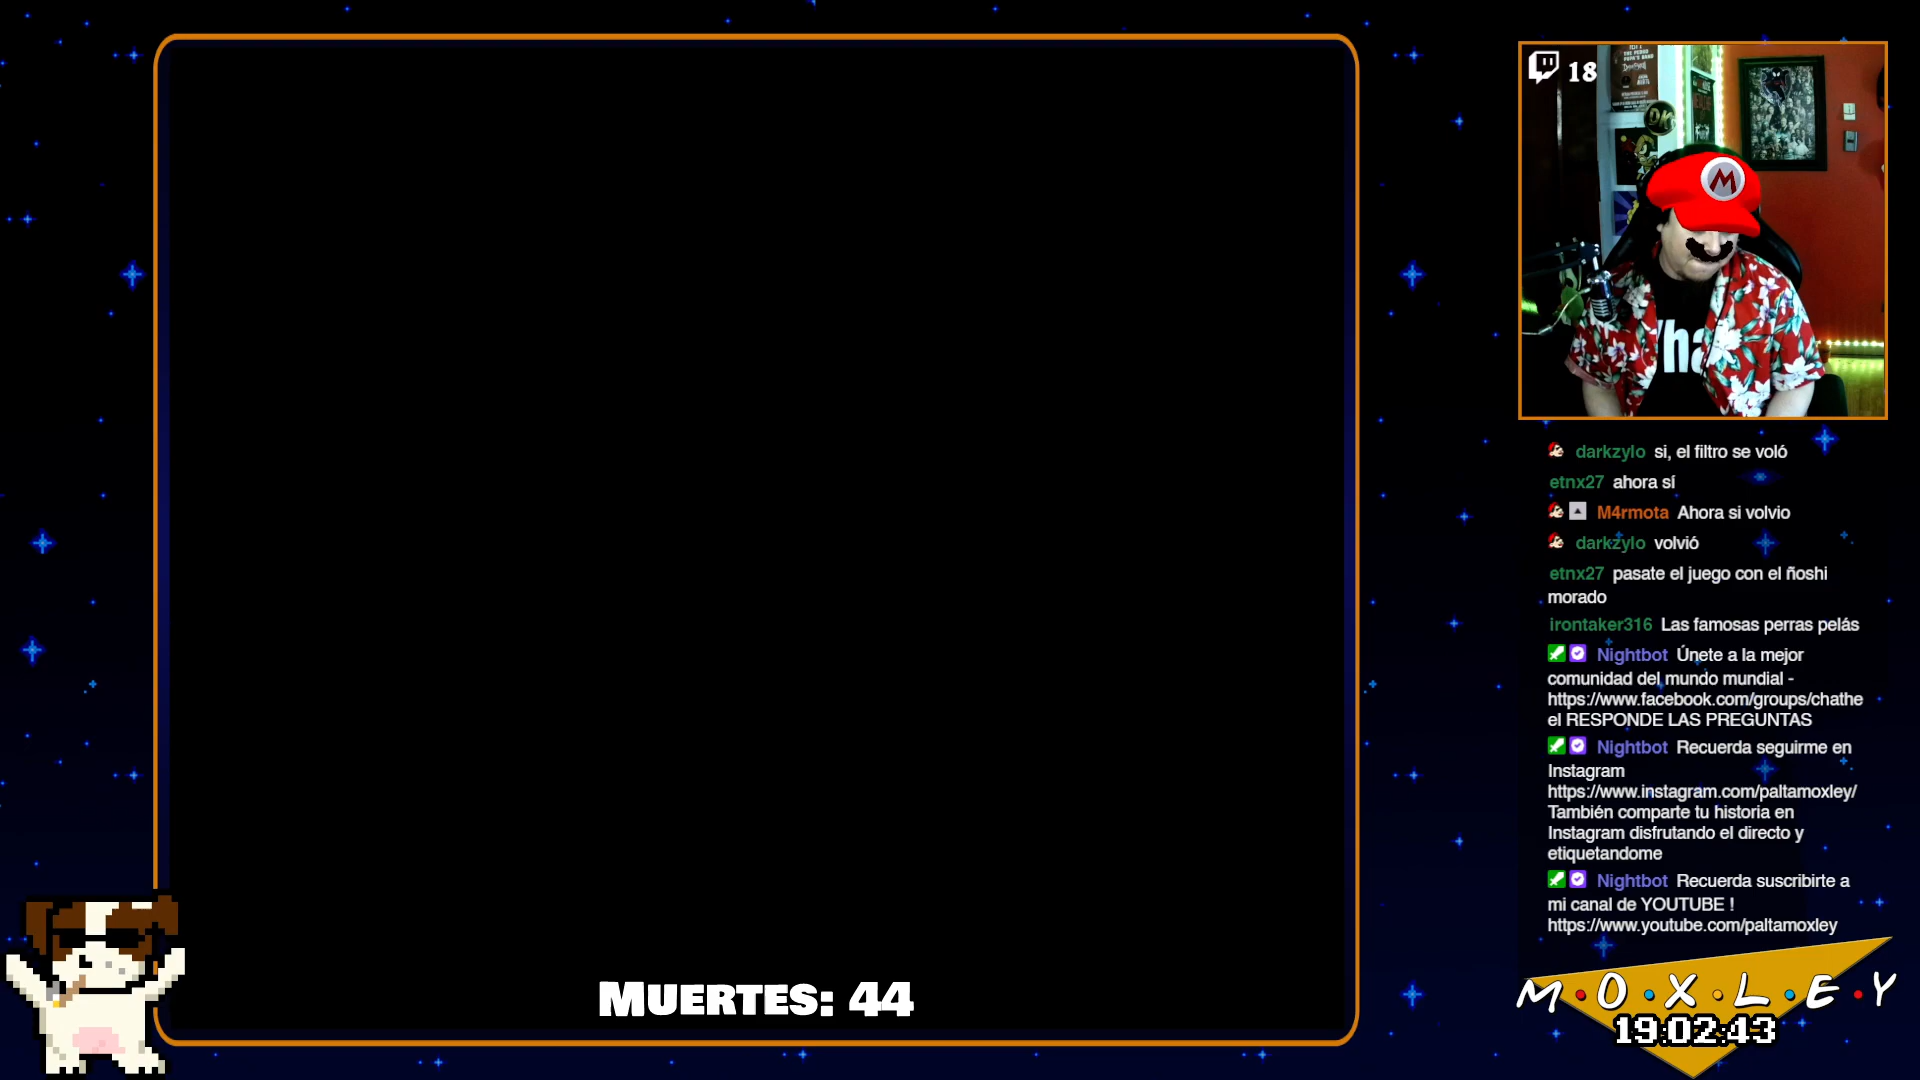 18
DK
M
Wha
darkzylo si, el filtro se voló
etnx27 ahora sí
M4rmota Ahora si volvio
darkzylo volvió
etnx27 pasate el juego con el ñoshi
morado
irontaker316 Las famosas perras pelás
Nightbot Únete a la mejor
comunidad del mundo mundial -
https://www.facebook.com/groups/chathe
el RESPONDE LAS PREGUNTAS
Nightbot Recuerda seguirme en
Instagram
https://www.instagram.com/paltamoxley/
También comparte tu historia en
Instagram disfrutando el directo y
etiquetandome
Nightbot Recuerda suscribirte a
mi canal de YOUTUBE !
https://www.youtube.com/paltamoxley
MUERTES: 44
M·O·X·L·E·Y
19:02:43